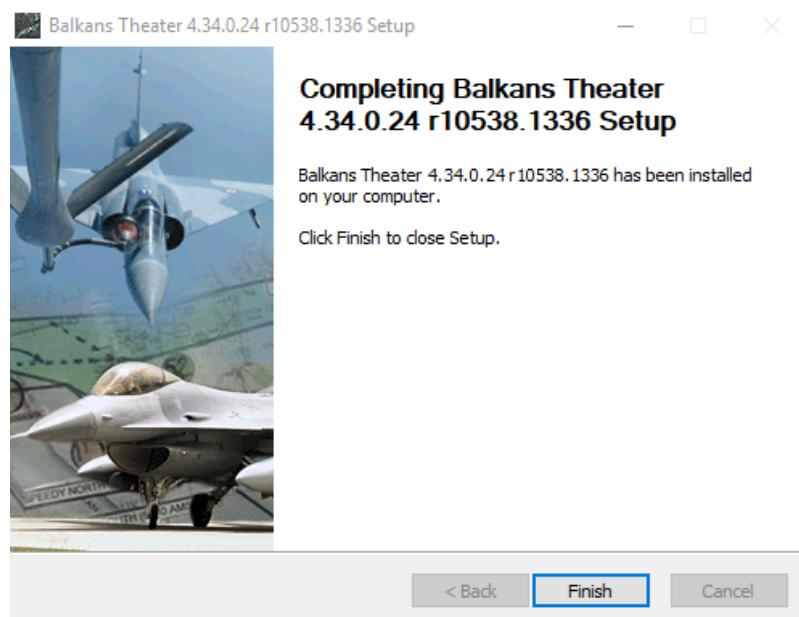 Balkans Theater 4.34.0.24 r10538.1336 Setup
Completing Balkans Theater
4.34.0.24 r10538.1336 Setup
Balkans Theater 4.34.0.24 r10538.1336 has been installed
on your computer.
Click Finish to close Setup.
SPEEDY NORTH
< Back
Finish
Cancel